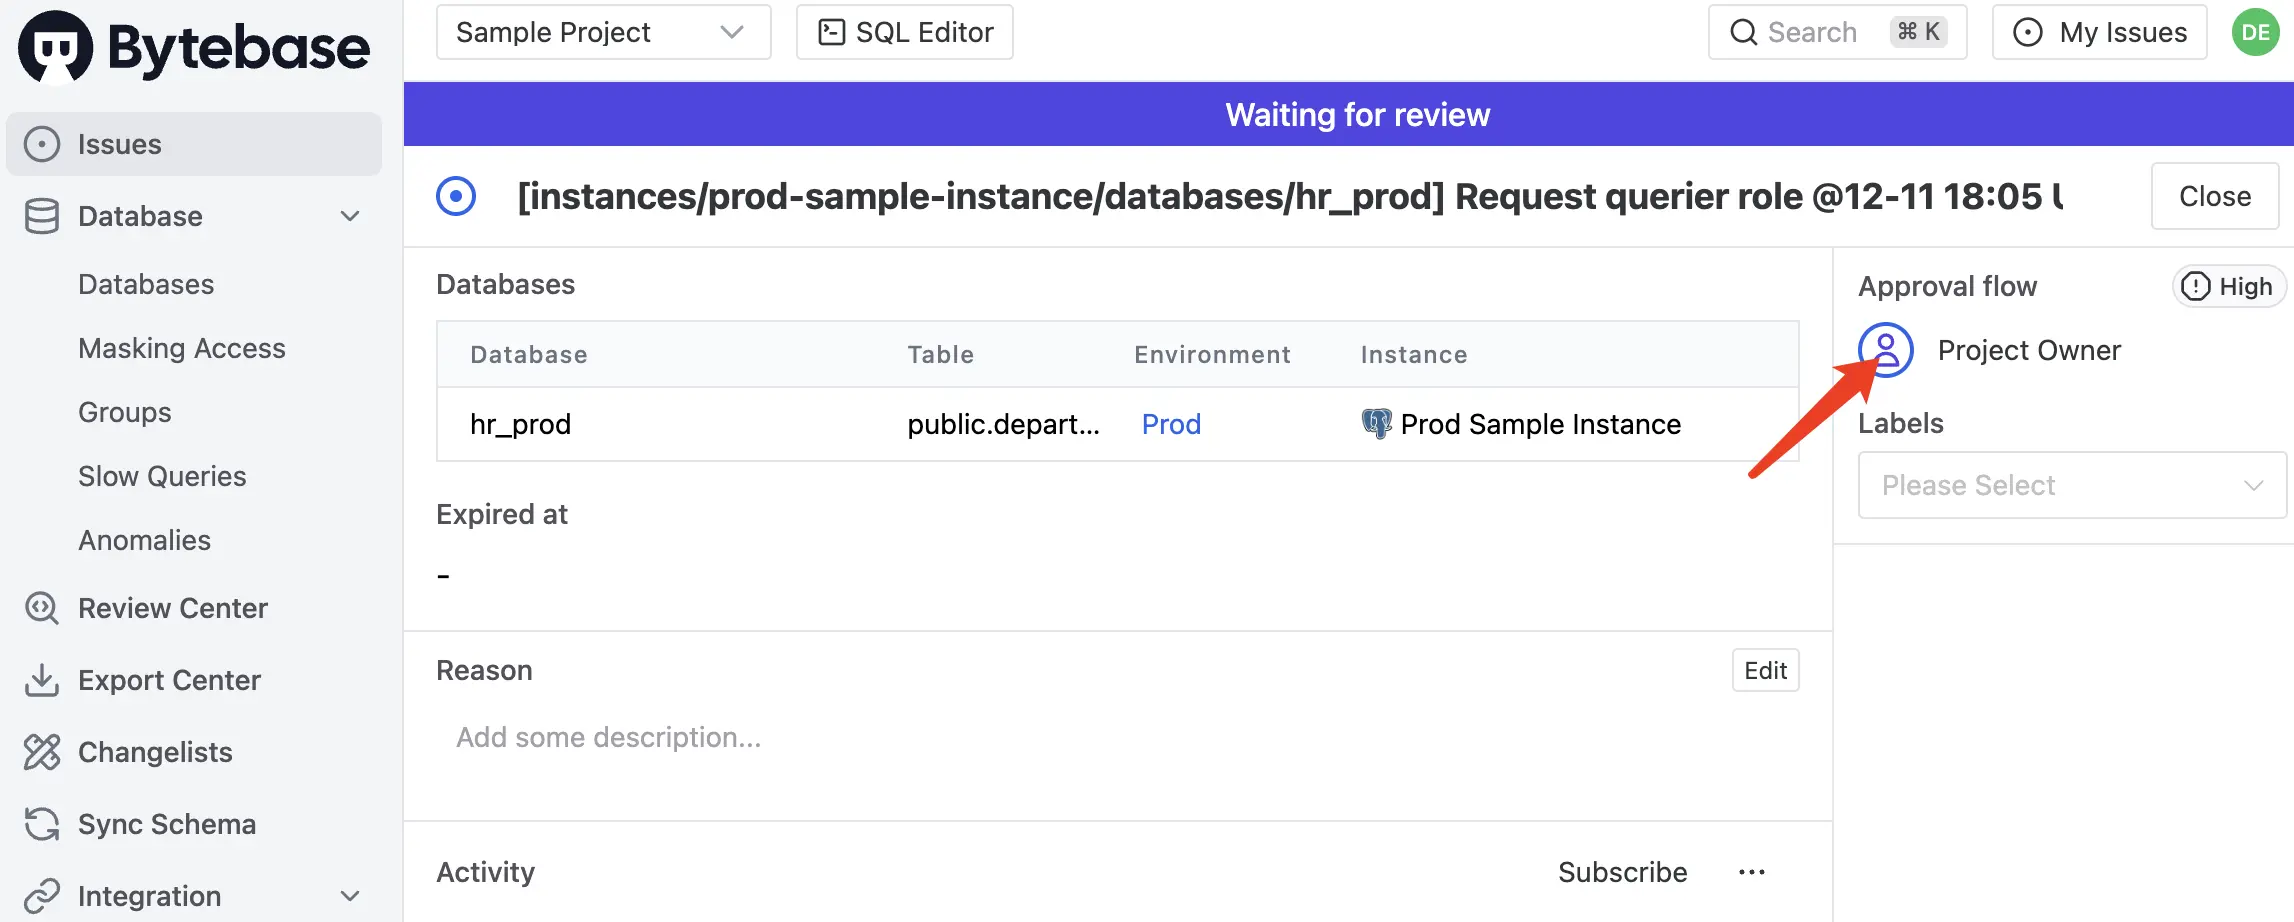 Bytebase
Sample Project
SQL Editor
Search
⌘ K
My Issues
DE
Issues
Database
Databases
Masking Access
Groups
Slow Queries
Anomalies
Review Center
Export Center
Changelists
Sync Schema
Integration
Waiting for review
[instances/prod-sample-instance/databases/hr_prod] Request querier role @12-11 18:05 U
Close
Databases
Database Table Environment Instance
hr_prod public.depart... Prod Prod Sample Instance
Expired at
-
Reason
Edit
Add some description...
Activity
Subscribe
...
Approval flow
High
Project Owner
Labels
Please Select